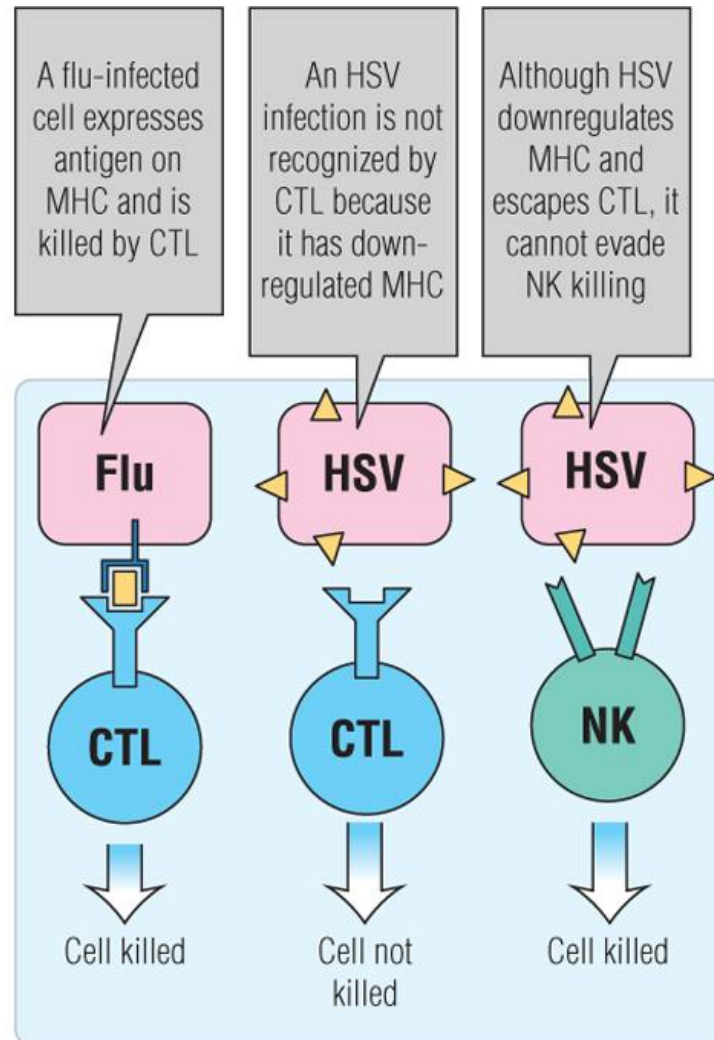 A flu-infected
cell expresses
antigen on
MHC and is
killed by CTL
An HSV
infection is not
recognized by
CTL because
it has down-
regulated MHC
Although HSV
downregulates
MHC and
escapes CTL, it
cannot evade
NK killing
Flu
HSV
HSV
CTL
CTL
NK
Cell killed
Cell not
killed
Cell killed